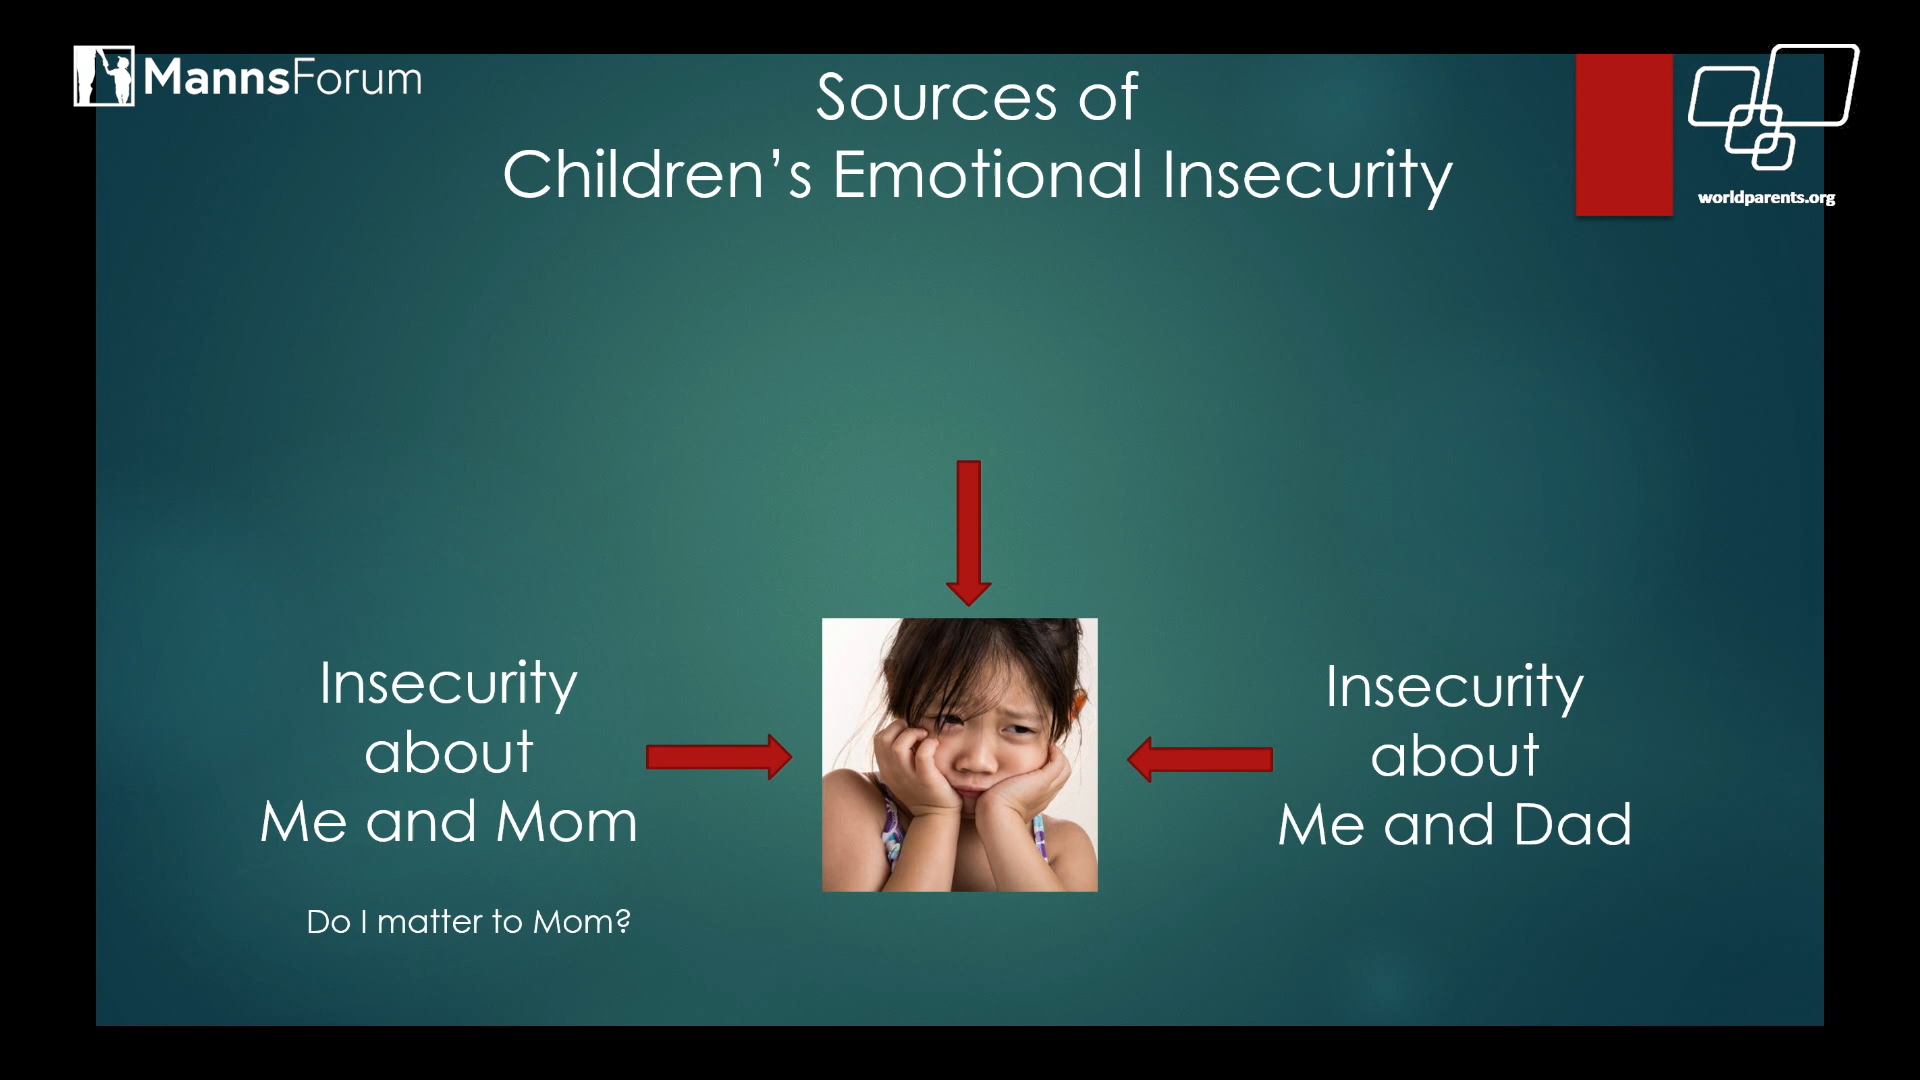 MannsForum
Sources of
Children’s Emotional Insecurity
worldparents.org
Insecurity
about
Me and Mom
Do I matter to Mom?
Insecurity
about
Me and Dad